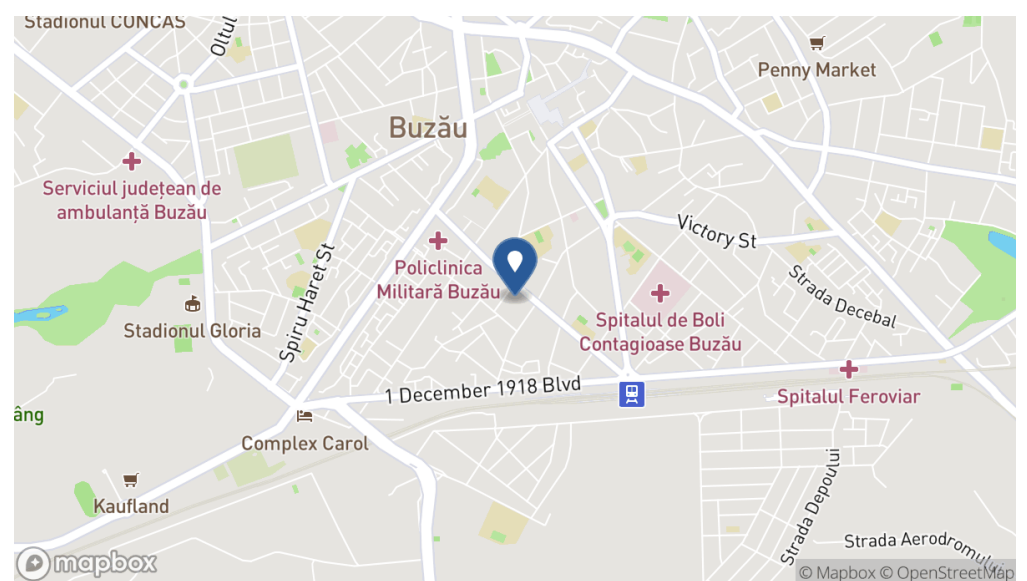 Stadionul CONCAS
Oltul
Penny Market
Buzău
Serviciul județean de
ambulanță Buzău
Victory St
Policlinica
Militară Buzău
Spiru Haret St
Strada Decebal
Stadionul Gloria
Spitalul de Boli
Contagioase Buzău
1 December 1918 Blvd
Spitalul Feroviar
âng
Complex Carol
Kaufland
Strada Depoului
Strada Aerodromului
mapbox
© Mapbox © OpenStreetMap